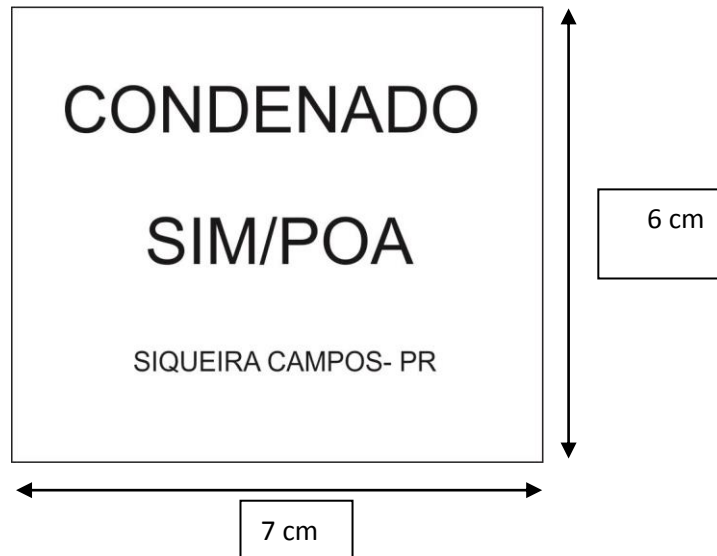 CONDENADO
SIM/POA
SIQUEIRA CAMPOS- PR
6 cm
7 cm